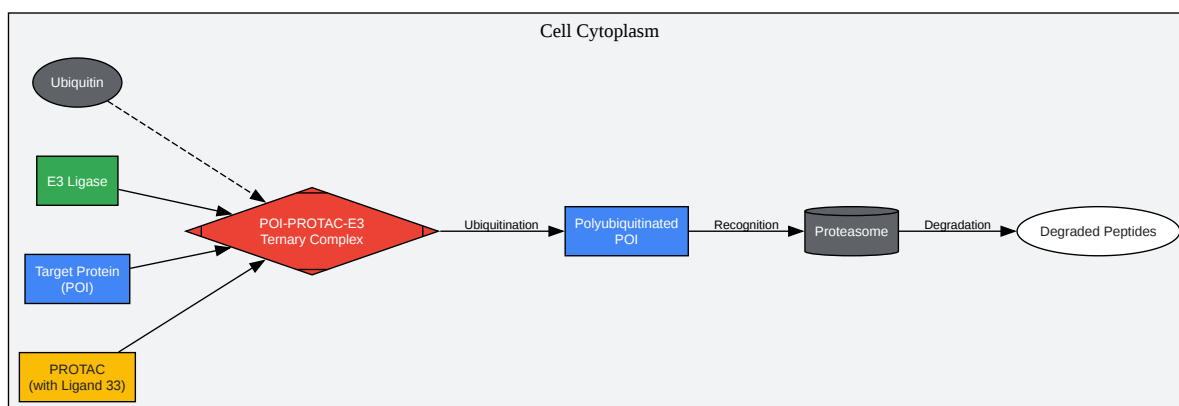 Cell Cytoplasm
Ubiquitin
E3 Ligase
Target Protein
(POI)
PROTAC
(with Ligand 33)
POI-PROTAC-E3
Ternary Complex
Ubiquitination
Polyubiquitinated
POI
Recognition
Proteasome
Degradation
Degraded Peptides